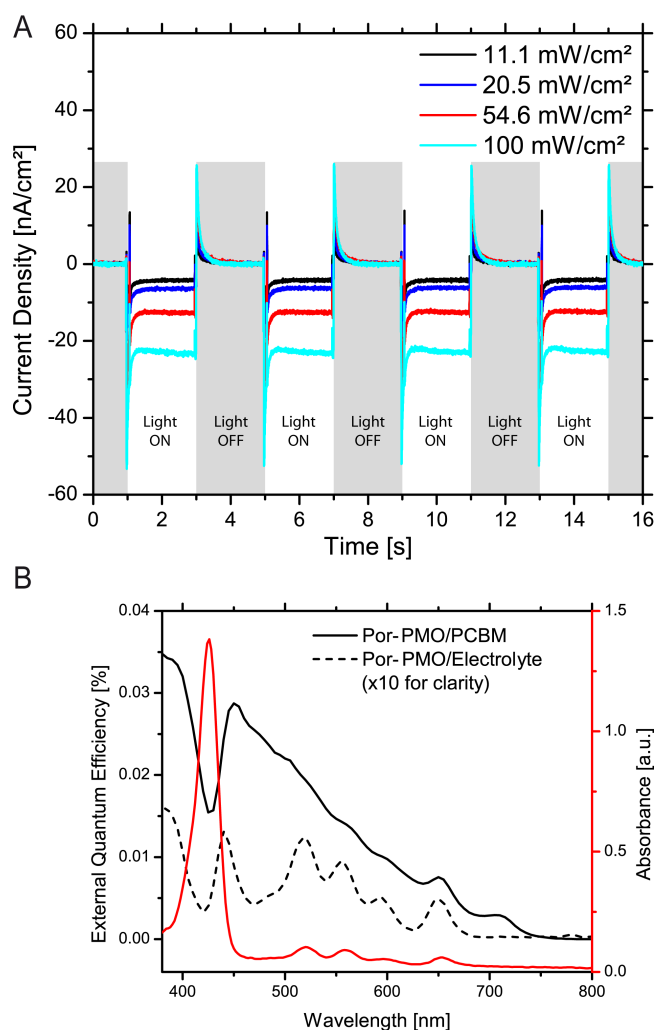 A
60
40
20
0
-20
-40
-60
Current Density [nA/cm²]
11.1 mW/cm²
20.5 mW/cm²
54.6 mW/cm²
100 mW/cm²
Light ON
Light OFF
Light ON
Light OFF
Light ON
Light OFF
Light ON
0 2 4 6 8 10 12 14 16
Time [s]
B
0.04
0.03
0.02
0.01
0.00
External Quantum Efficiency [%]
Por-PMO/PCBM
Por-PMO/Electrolyte
(x10 for clarity)
1.5
1.0
0.5
0.0
Absorbance [a.u.]
400 500 600 700 800
Wavelength [nm]